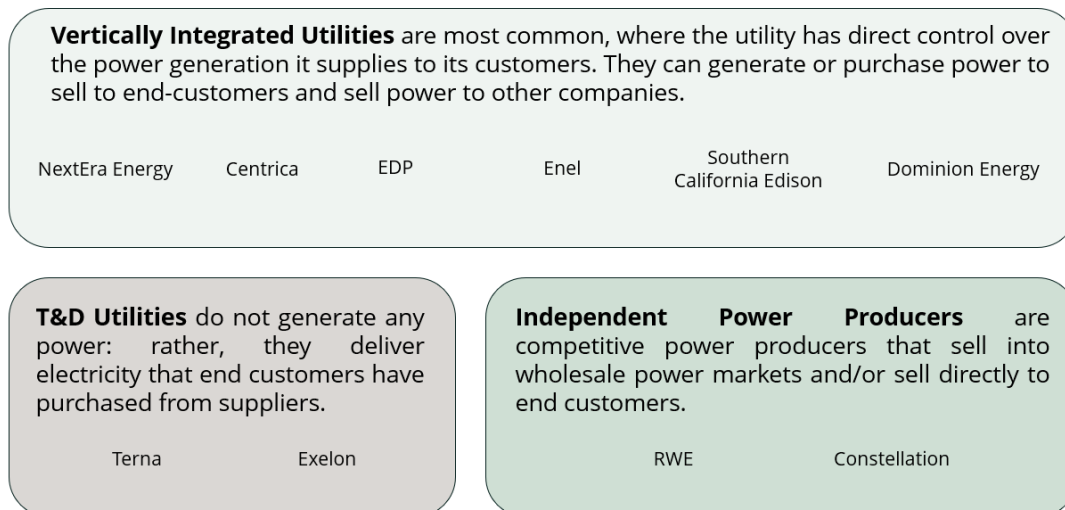 Vertically Integrated Utilities are most common, where the utility has direct control over
the power generation it supplies to its customers. They can generate or purchase power to
sell to end-customers and sell power to other companies.
NextEra Energy Centrica EDP Enel Southern California Edison Dominion Energy
T&D Utilities do not generate any
power: rather, they deliver
electricity that end customers have
purchased from suppliers.
Terna Exelon
Independent Power Producers are
competitive power producers that sell into
wholesale power markets and/or sell directly to
end customers.
RWE Constellation